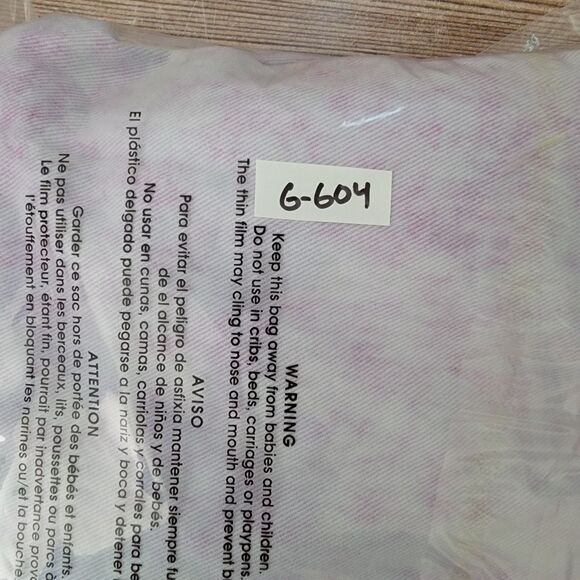 6-604
WARNING
Keep this bag away from babies and children.
Do not use in cribs, beds, carriages or playpens.
The thin film may cling to nose and mouth and prevent
AVISO
Para evitar el peligro de asfixia mantener siempre
de el alcance de niños y de bebés.
No usar en cunas, camas, carriolas y corrales para
El plástico delgado puede pegarse a la nariz y boca y detener
ATTENTION
Garder ce sac hors de portée des bébés et enfants.
Ne pas utiliser dans les berceaux, lits, poussettes ou parcs
Le film protecteur, étant fin, pourrait par inadvertance
l'étouffement en bloquant les narines ou/et la bouche